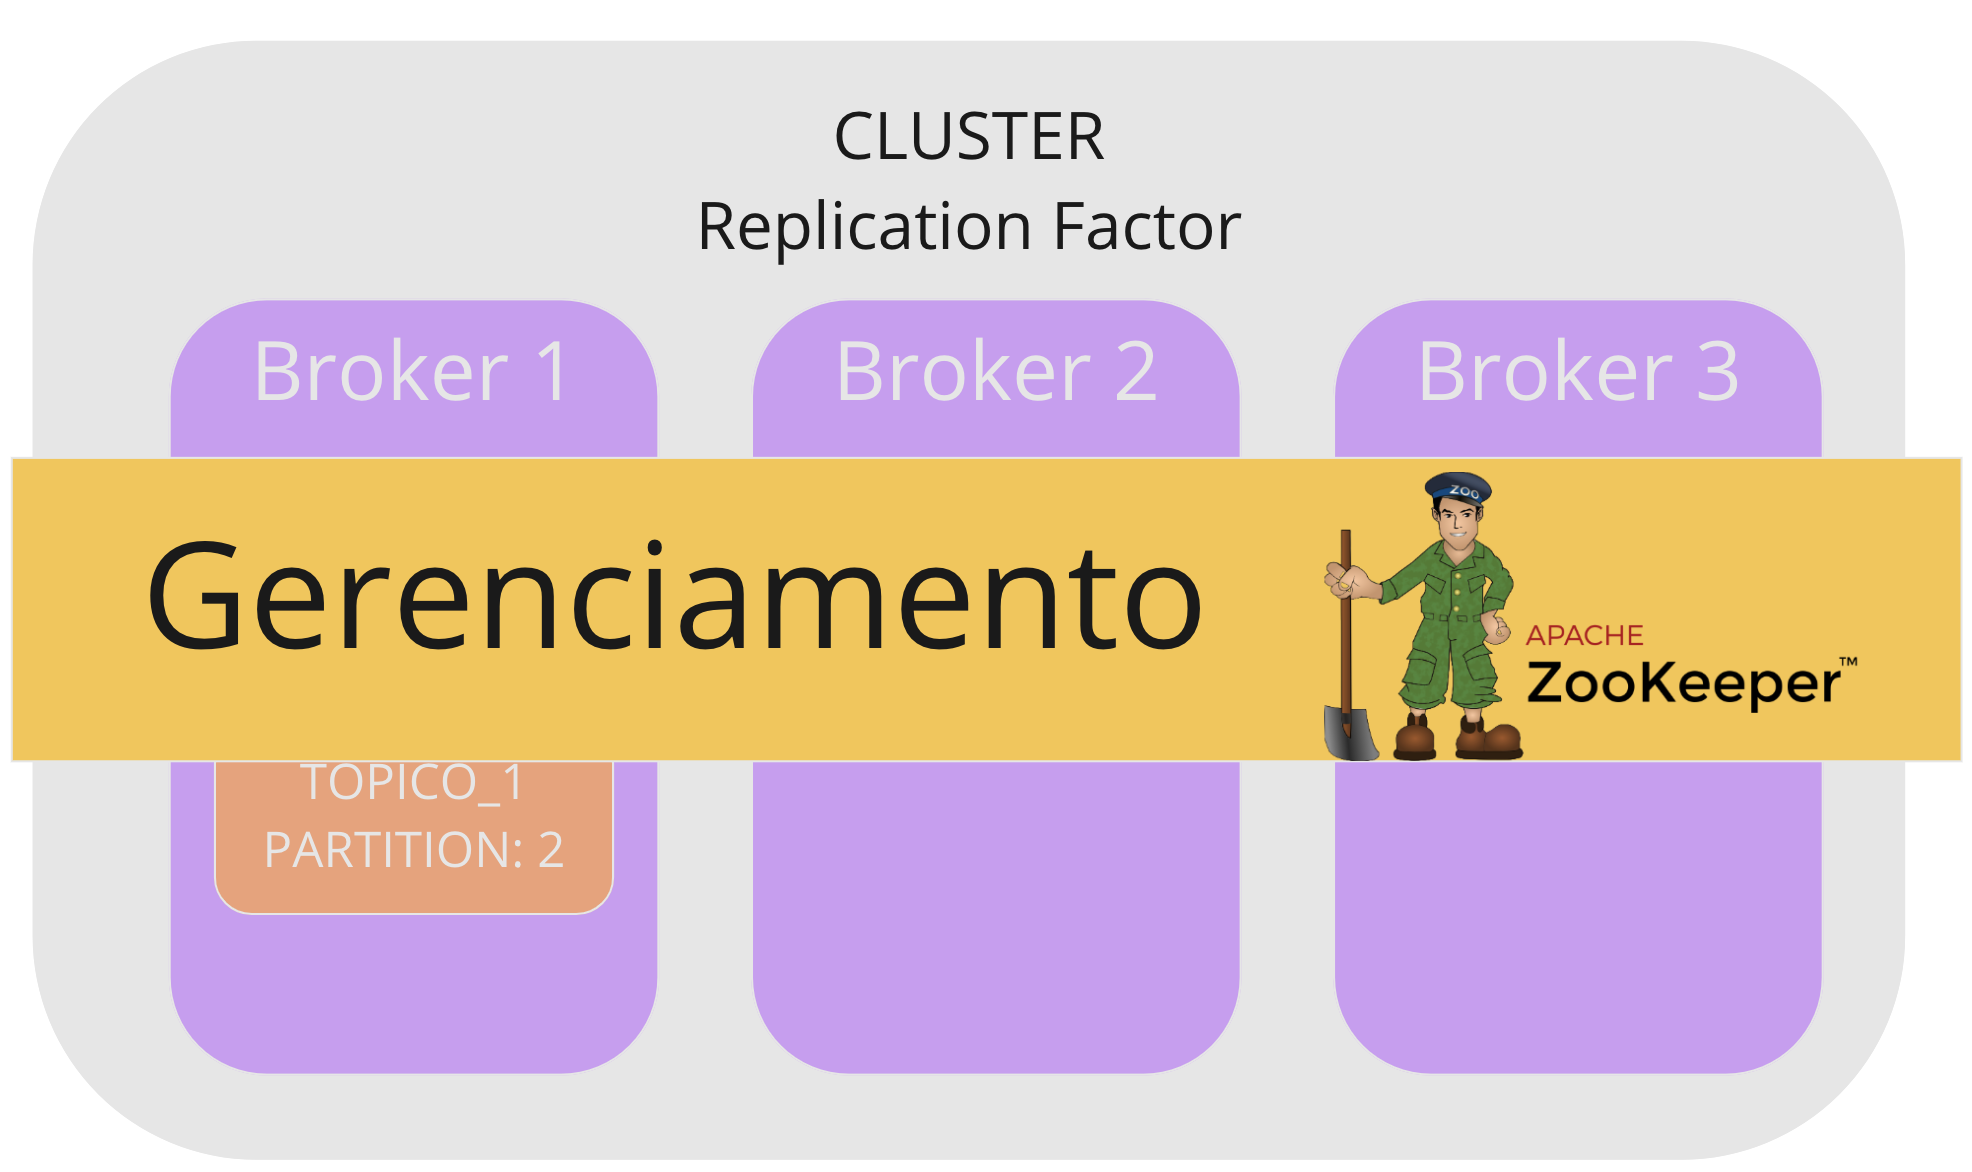 CLUSTER
Replication Factor
Broker 1
Broker 2
Broker 3
Gerenciamento
ZOO
APACHE
ZooKeeper™
TOPICO_1
PARTITION: 2